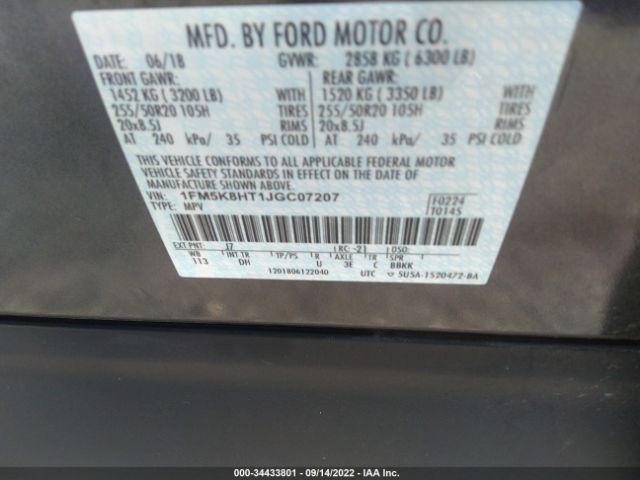 MFD. BY FORD MOTOR CO.
DATE: 06/18 GVWR: 2858 KG ( 6300 LB)
FRONT GAWR: REAR GAWR:
1452 KG ( 3200 LB) WITH 1520 KG ( 3350 LB) WITH
255/50R20 105H TIRES 255/50R20 105H TIRES
20x8.5J RIMS 20x8.5J RIMS
AT 240 kPa/ 35 PSI COLD AT 240 kPa/ 35 PSI COLD
THIS VEHICLE CONFORMS TO ALL APPLICABLE FEDERAL MOTOR
VEHICLE SAFETY STANDARDS IN EFFECT ON THE DATE OF
MANUFACTURE SHOWN ABOVE.
VIN: 1FM5K8HT1JGC07207 F0224
TYPE: MPV T0145
EXT PNT: J7 RC: 21 DSO:
WB INT TR TP/PS R AXLE TR SPR
113 DH U 3E C BBKK
1201806122040 UTC 5USA-1520472-BA
000-34433801 - 09/14/2022 - IAA Inc.